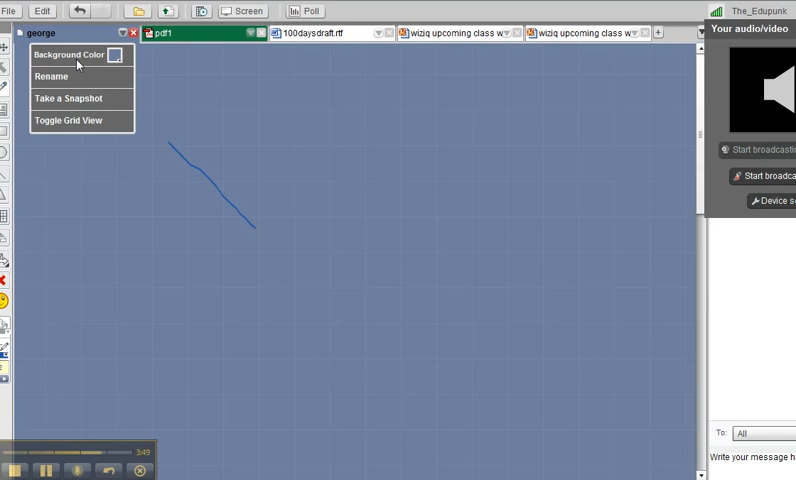 File Edit Screen Poll The_Edupunk
george pdf1 100daysdraft.rtf wiziq upcoming class w wiziq upcoming class w
Your audio/video
Background Color
Rename
Take a Snapshot
Toggle Grid View
Start broadcastin
Start broadca
Device s
To: All
Write your message h
3:49